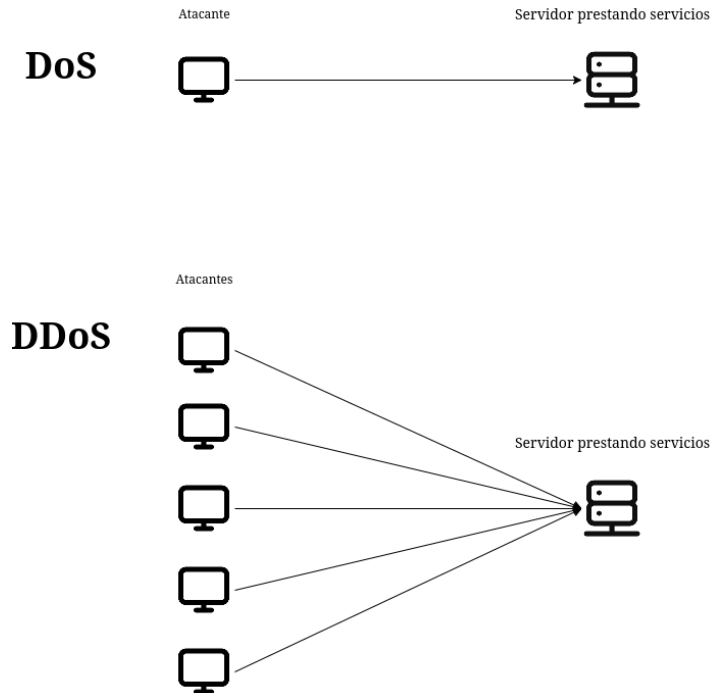 Atacante
Servidor prestando servicios
DoS
Atacantes
DDoS
Servidor prestando servicios